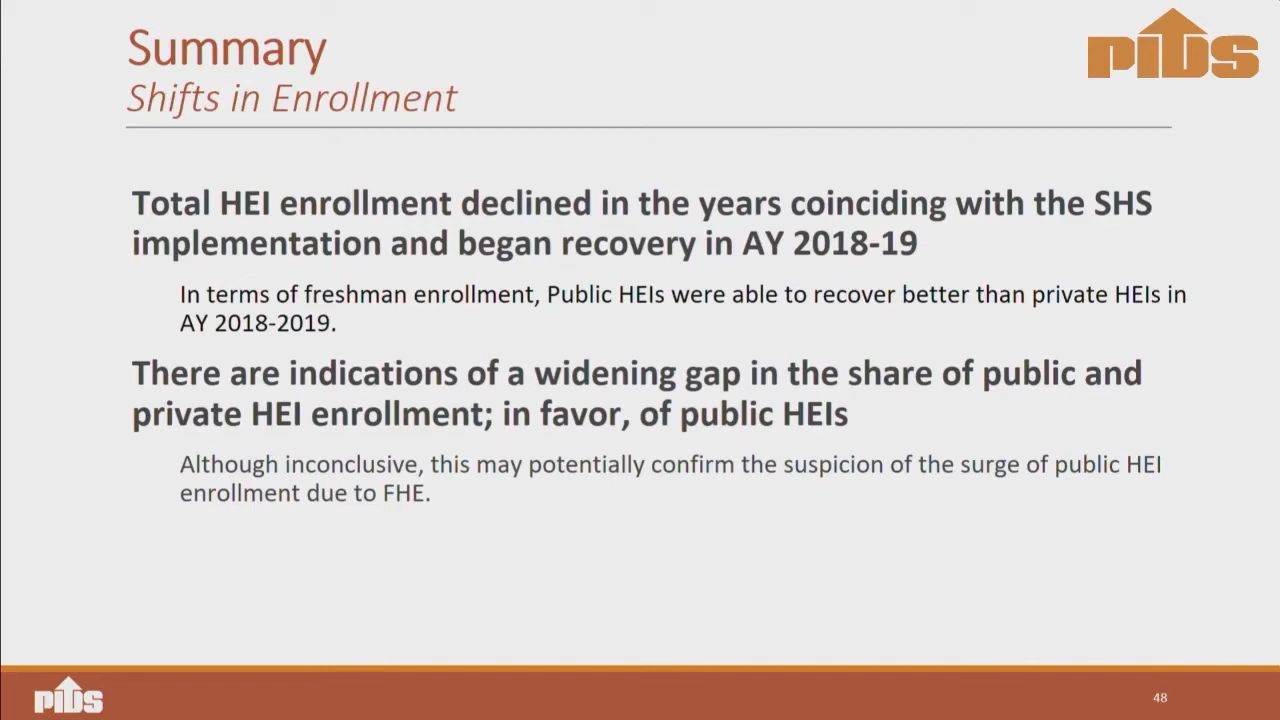 Summary
PIDS
Shifts in Enrollment
Total HEI enrollment declined in the years coinciding with the SHS
implementation and began recovery in AY 2018-19
In terms of freshman enrollment, Public HEIs were able to recover better than private HEIs in
AY 2018-2019.
There are indications of a widening gap in the share of public and
private HEI enrollment; in favor, of public HEIs
Although inconclusive, this may potentially confirm the suspicion of the surge of public HEI
enrollment due to FHE.
PIDS
48